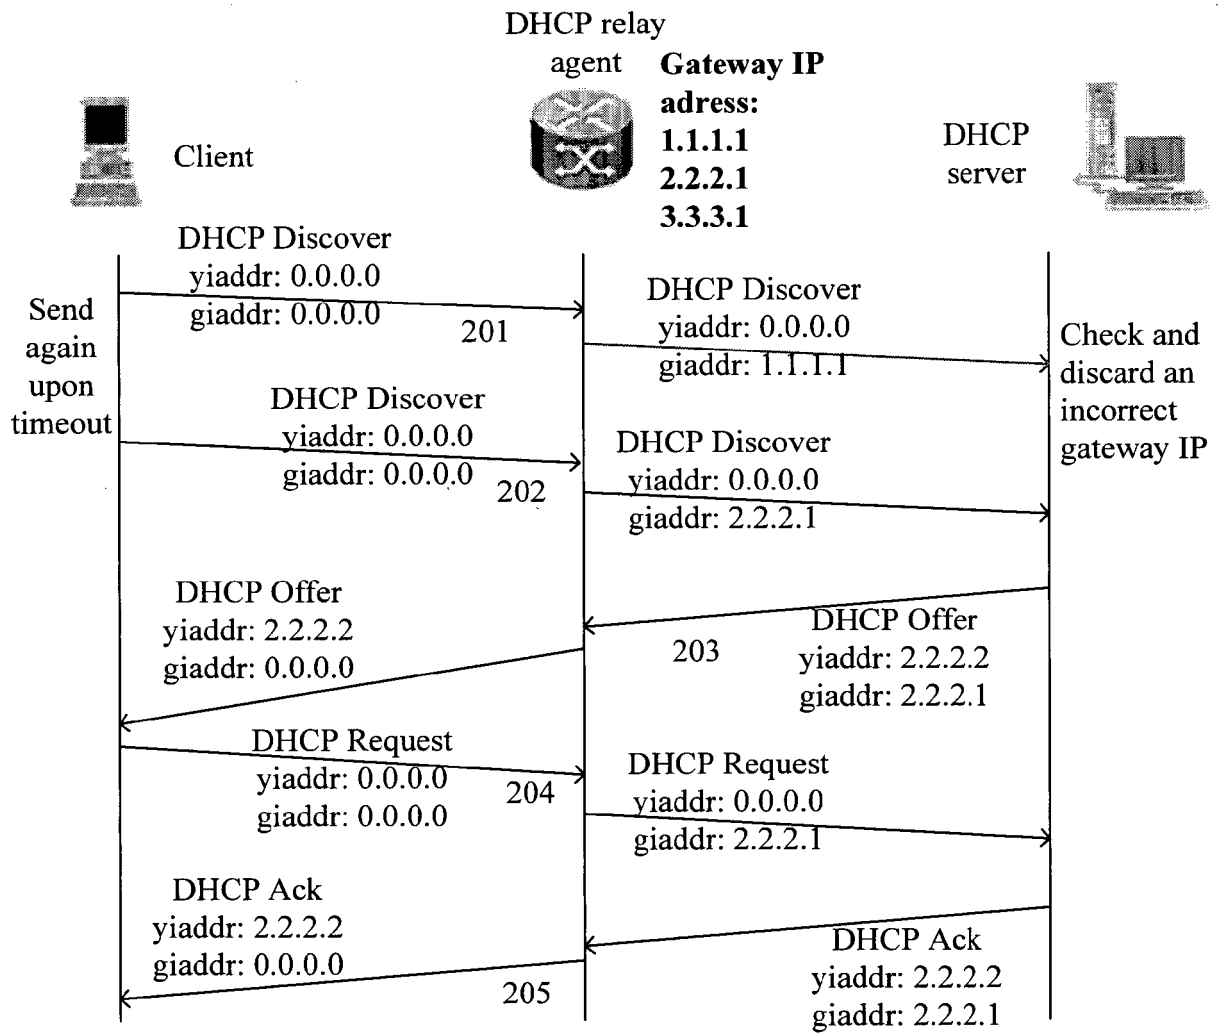 DHCP relay
agent
Gateway IP
adress:
1.1.1.1
2.2.2.1
3.3.3.1
Client
DHCP
server
DHCP Discover
yiaddr: 0.0.0.0
giaddr: 0.0.0.0
201
Send
again
upon
timeout
DHCP Discover
yiaddr: 0.0.0.0
giaddr: 1.1.1.1
Check and
discard an
incorrect
gateway IP
DHCP Discover
yiaddr: 0.0.0.0
giaddr: 0.0.0.0
202
DHCP Discover
yiaddr: 0.0.0.0
giaddr: 2.2.2.1
DHCP Offer
yiaddr: 2.2.2.2
giaddr: 0.0.0.0
203
DHCP Offer
yiaddr: 2.2.2.2
giaddr: 2.2.2.1
DHCP Request
yiaddr: 0.0.0.0
giaddr: 0.0.0.0
204
DHCP Request
yiaddr: 0.0.0.0
giaddr: 2.2.2.1
DHCP Ack
yiaddr: 2.2.2.2
giaddr: 0.0.0.0
205
DHCP Ack
yiaddr: 2.2.2.2
giaddr: 2.2.2.1